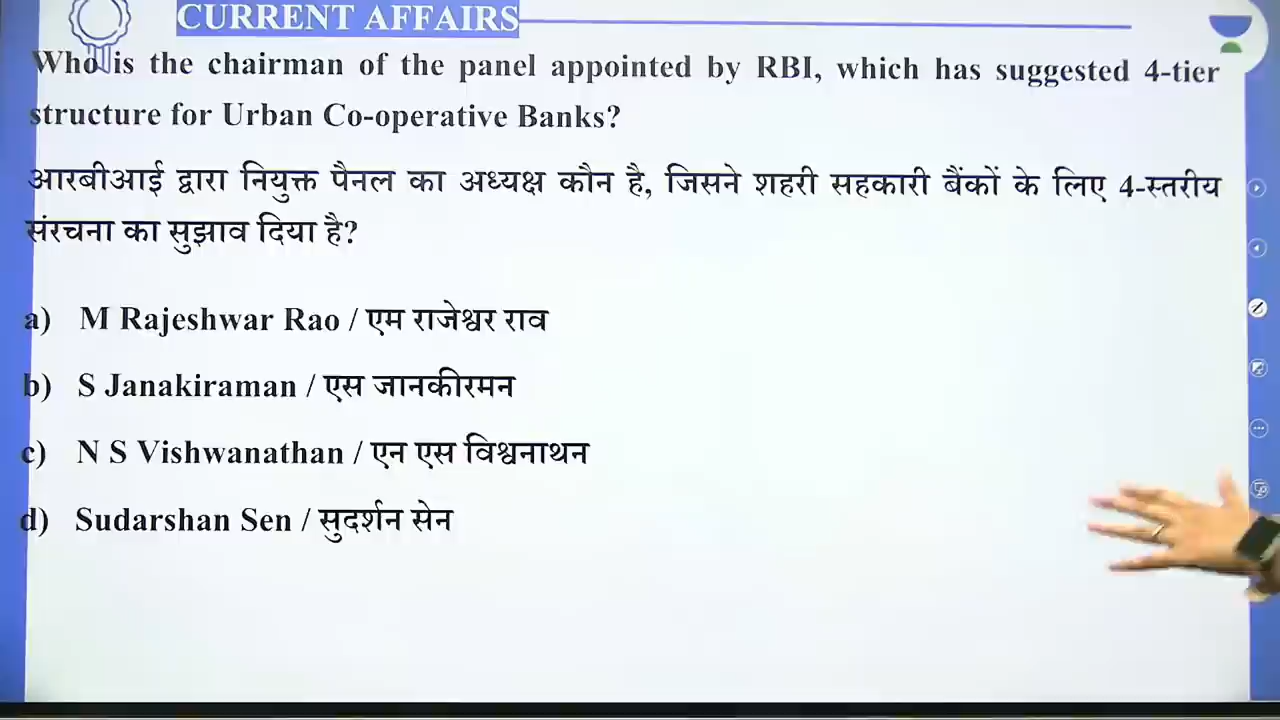 CURRENT AFFAIRS
Who is the chairman of the panel appointed by RBI, which has suggested 4-tier
structure for Urban Co-operative Banks?
आरबीआई द्वारा नियुक्त पैनल का अध्यक्ष कौन है, जिसने शहरी सहकारी बैंकों के लिए 4-स्तरीय
संरचना का सुझाव दिया है?
a) M Rajeshwar Rao / एम राजेश्वर राव
b) S Janakiraman / एस जानकीरमन
c) N S Vishwanathan / एन एस विश्वनाथन
d) Sudarshan Sen / सुदर्शन सेन